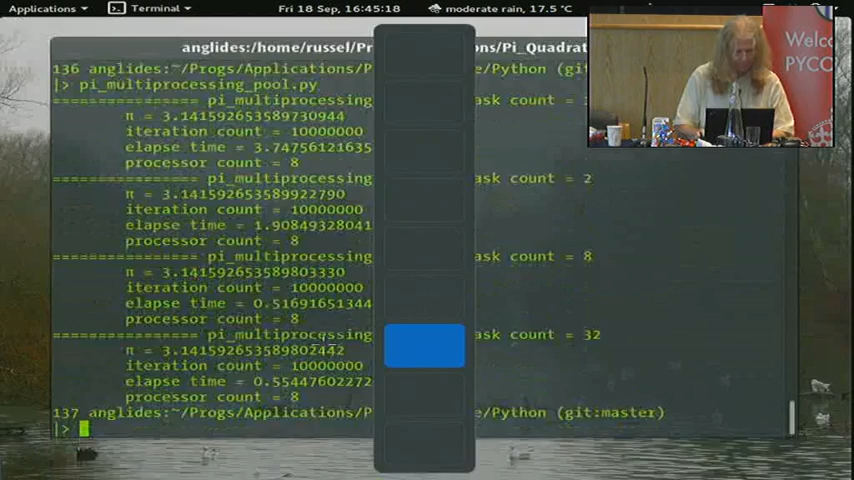 Applications Terminal Fri 18 Sep, 16:45:18 moderate rain, 17.5 °C
anglides:/home/russel/Pr ons/Pi_Quadrat
136 anglides:~/Progs/Applications/P e/Python (git
|> pi_multiprocessing_pool.py
================ pi_multiprocessing ask count =
π = 3.141592653589730944
iteration count = 10000000
elapse time = 3.74756121635
processor count = 8
================ pi_multiprocessing ask count = 2
π = 3.141592653589922790
iteration count = 10000000
elapse time = 1.90849328041
processor count = 8
================ pi_multiprocessing ask count = 8
π = 3.141592653589803330
iteration count = 10000000
elapse time = 0.51691651344
processor count = 8
================ pi_multiprocessing ask count = 32
π = 3.141592653589802442
iteration count = 10000000
elapse time = 0.55447602272
processor count = 8
137 anglides:~/Progs/Applications/P e/Python (git:master)
|>
Welco
PYCO